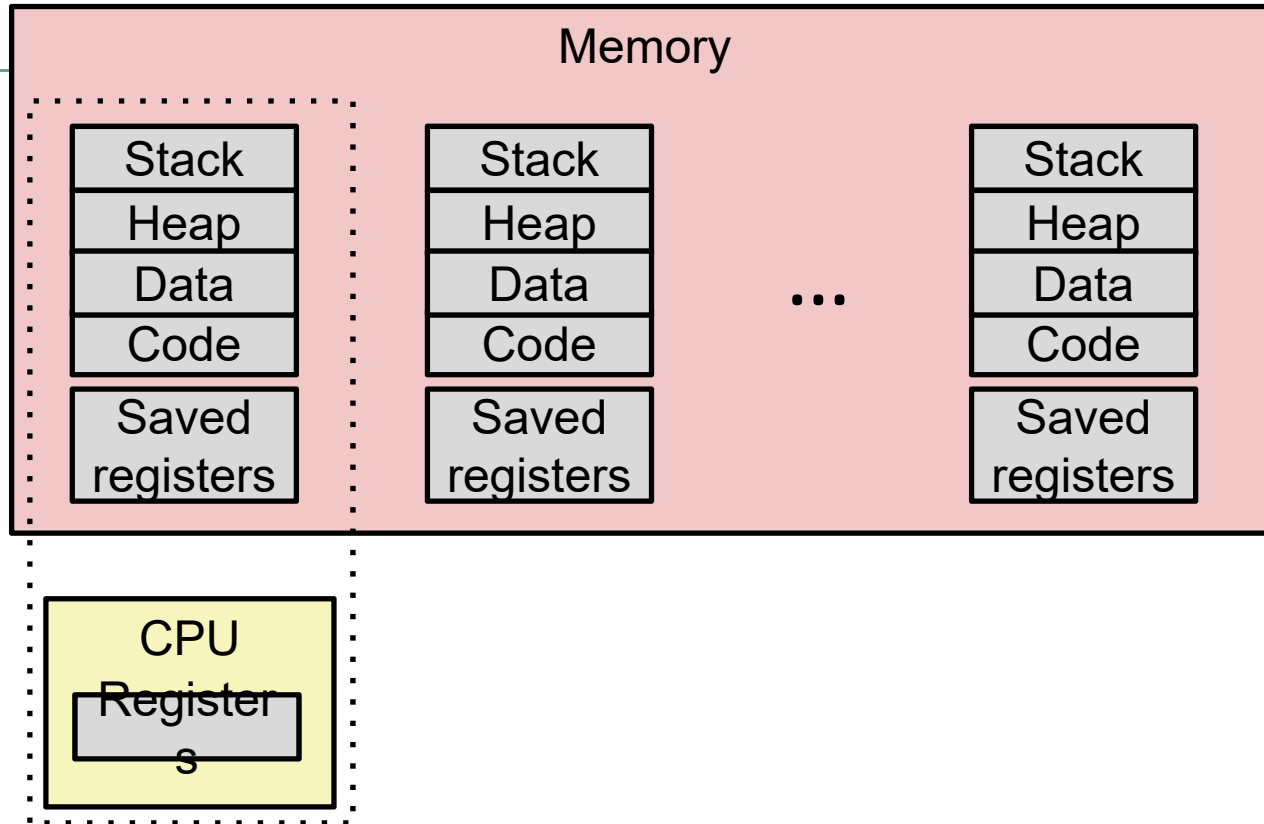 Memory
Stack
Heap
Data
Code
Saved
registers
Stack
Heap
Data
Code
Saved
registers
...
Stack
Heap
Data
Code
Saved
registers
CPU
Register
s